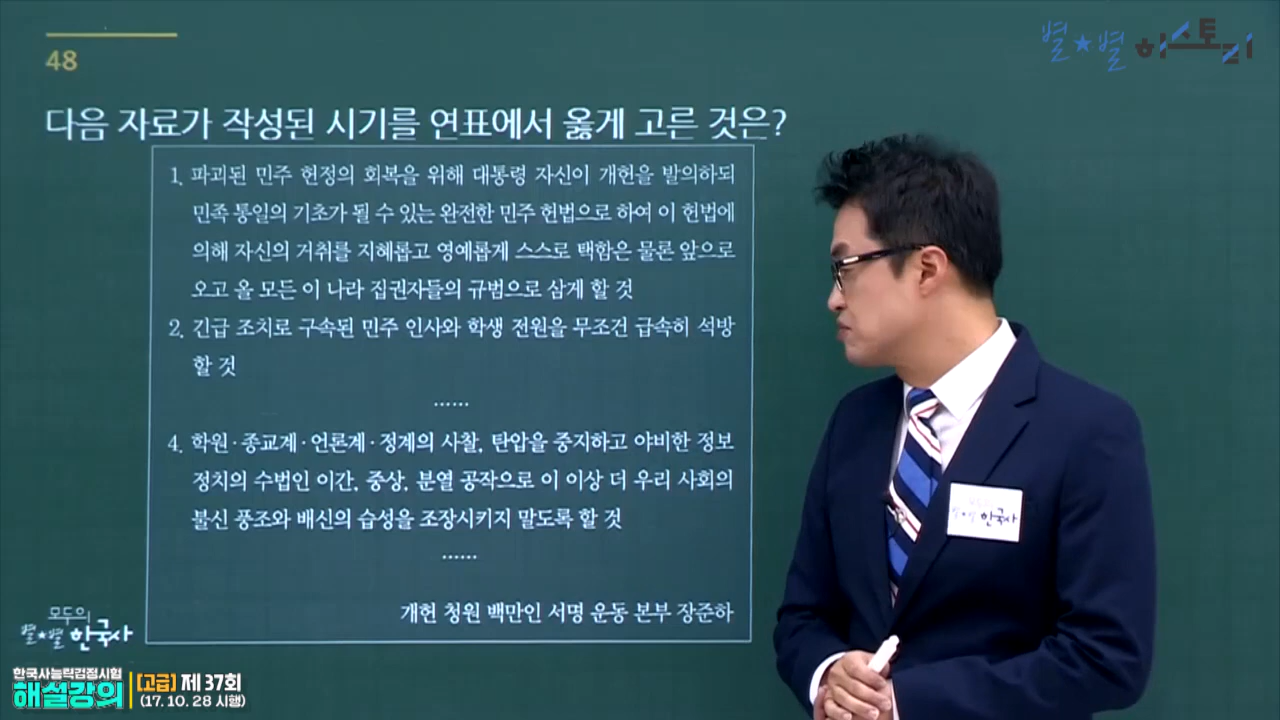 48
별★별 히스토리
다음 자료가 작성된 시기를 연표에서 옳게 고른 것은?
1. 파괴된 민주 헌정의 회복을 위해 대통령 자신이 개헌을 발의하되
민족 통일의 기초가 될 수 있는 완전한 민주 헌법으로 하여 이 헌법에
의해 자신의 거취를 지혜롭고 영예롭게 스스로 택함은 물론 앞으로
오고 올 모든 이 나라 집권자들의 규범으로 삼게 할 것
2. 긴급 조치로 구속된 민주 인사와 학생 전원을 무조건 급속히 석방
할 것
……
4. 학원·종교계·언론계·정계의 사찰, 탄압을 중지하고 야비한 정보
정치의 수법인 이간, 중상, 분열 공작으로 이 이상 더 우리 사회의
불신 풍조와 배신의 습성을 조장시키지 말도록 할 것
……
개헌 청원 백만인 서명 운동 본부 장준하
별★별 한국사
모두의
별★별 한국사
한국사능력검정시험
해설강의
[고급] 제 37회
(17. 10. 28 시행)